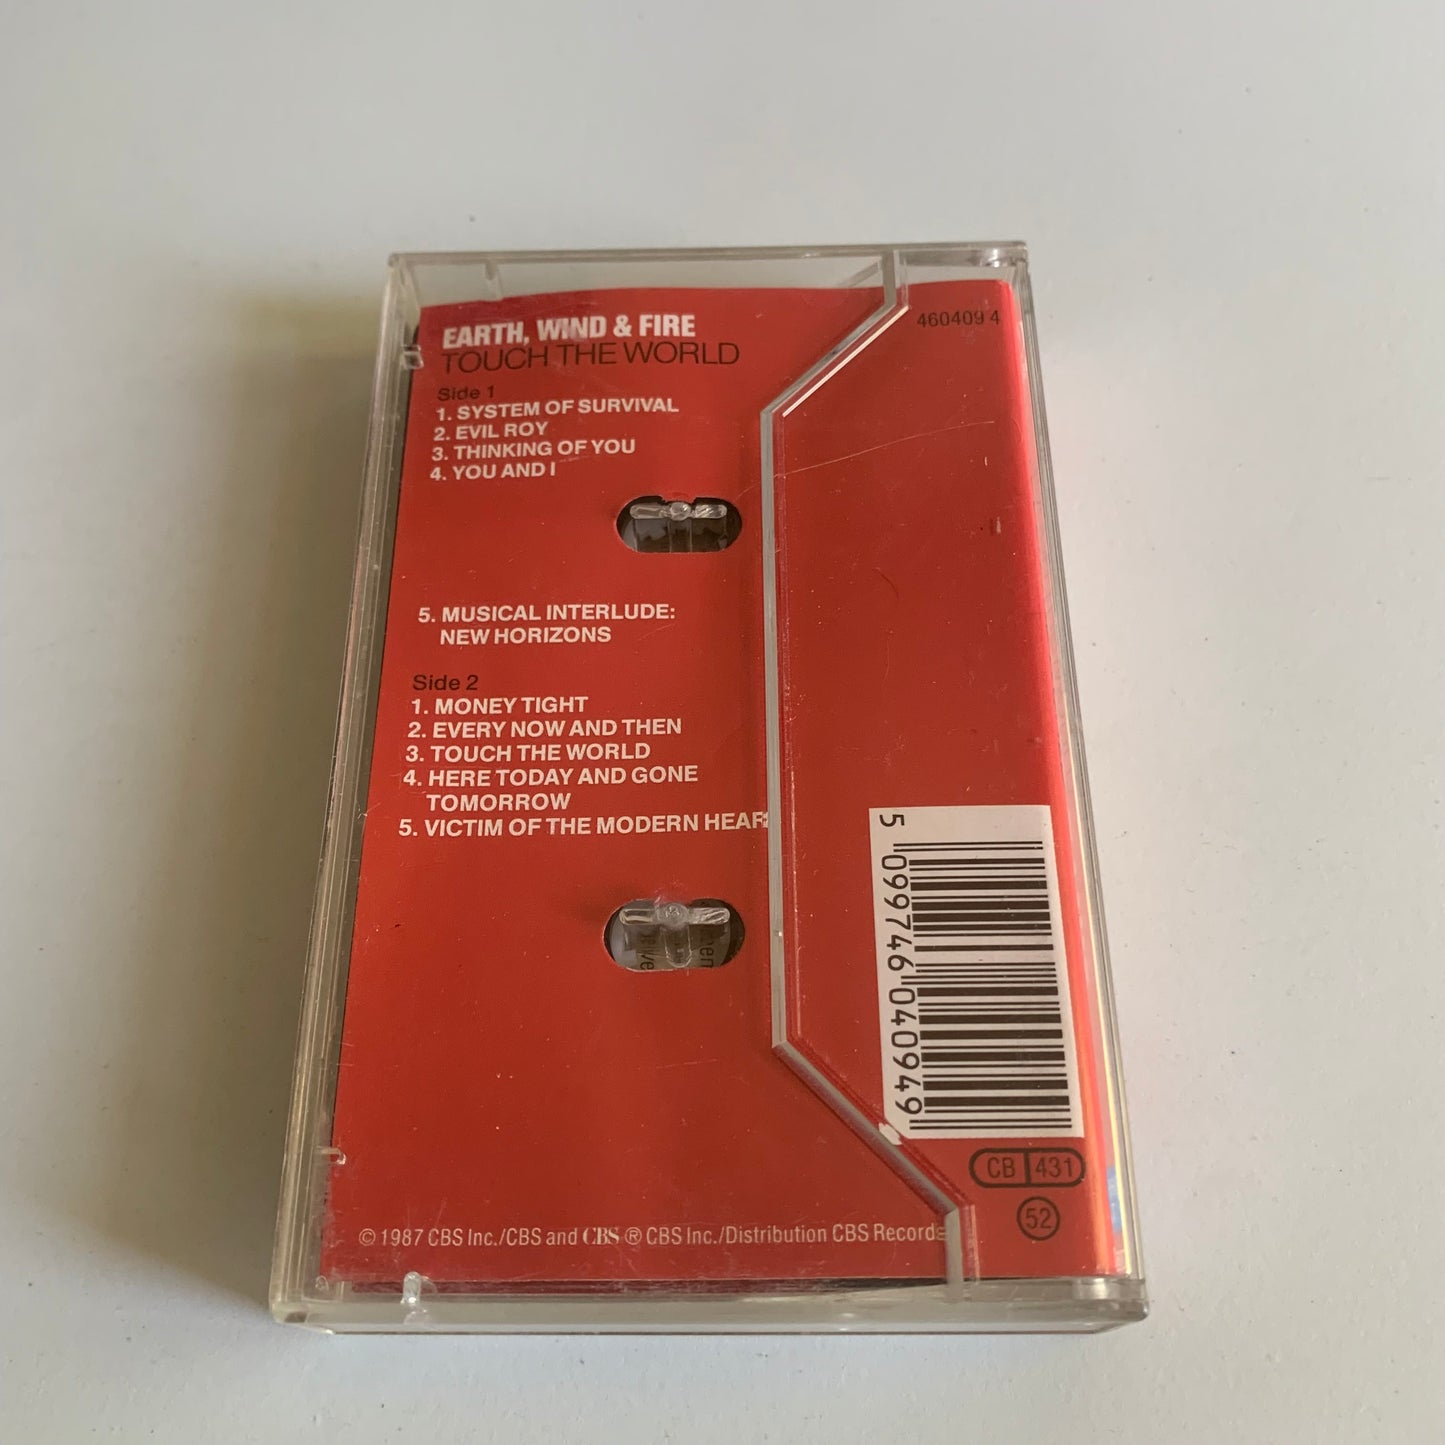 EARTH, WIND & FIRE
TOUCH THE WORLD
460409 4
Side 1
1. SYSTEM OF SURVIVAL
2. EVIL ROY
3. THINKING OF YOU
4. YOU AND I
5. MUSICAL INTERLUDE:
NEW HORIZONS
Side 2
1. MONEY TIGHT
2. EVERY NOW AND THEN
3. TOUCH THE WORLD
4. HERE TODAY AND GONE
TOMORROW
5. VICTIM OF THE MODERN HEAR
5 099746 040949
CB 431
52
© 1987 CBS Inc./CBS and CBS ® CBS Inc./Distribution CBS Records